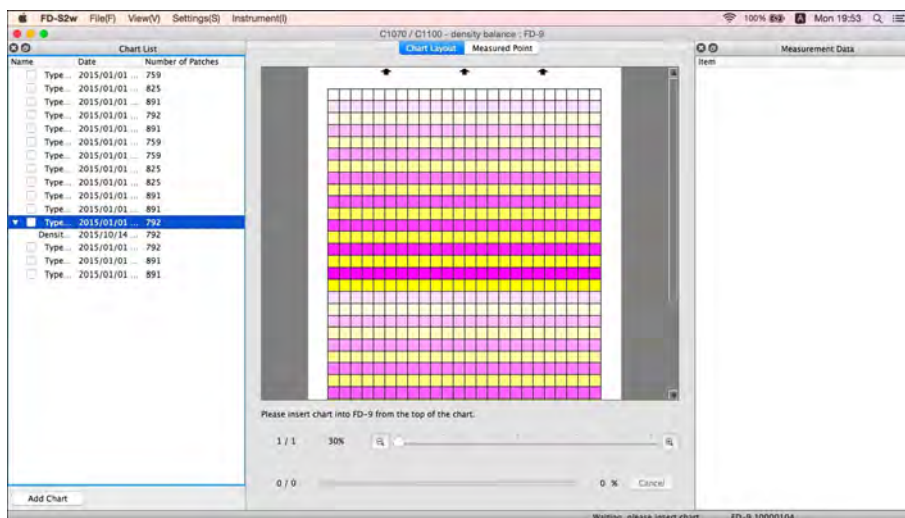 FD-S2w File(F) View(V) Settings(S) Instrument(I) 100% Mon 19:53
C1070 / C1100 - density balance : FD-9
Chart List
Chart Layout Measured Point
Measurement Data
Name Date Number of Patches
Item
Type... 2015/01/01 ... 759
Type... 2015/01/01 ... 825
Type... 2015/01/01 ... 891
Type... 2015/01/01 ... 792
Type... 2015/01/01 ... 891
Type... 2015/01/01 ... 759
Type... 2015/01/01 ... 759
Type... 2015/01/01 ... 825
Type... 2015/01/01 ... 825
Type... 2015/01/01 ... 891
Type... 2015/01/01 ... 891
Type... 2015/01/01 ... 792
Densit... 2015/10/14 ... 792
Type... 2015/01/01 ... 792
Type... 2015/01/01 ... 891
Type... 2015/01/01 ... 891
Please insert chart into FD-9 from the top of the chart.
1 / 1 30%
0 / 0 0 % Cancel
Add Chart
Waiting, please insert chart FD-9 10000104